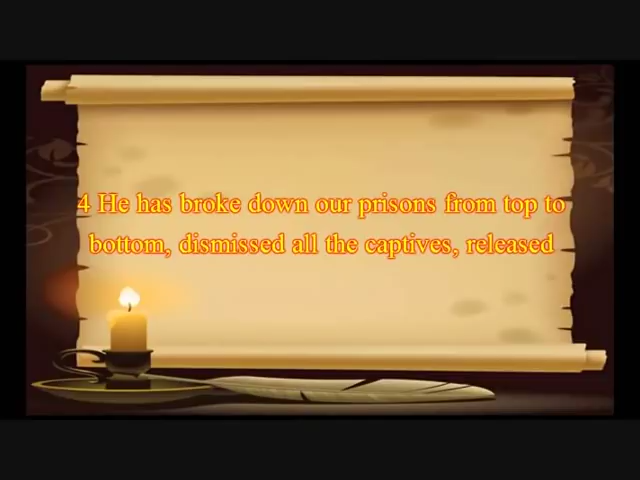 4 He has broke down our prisons from top to
bottom, dismissed all the captives, released